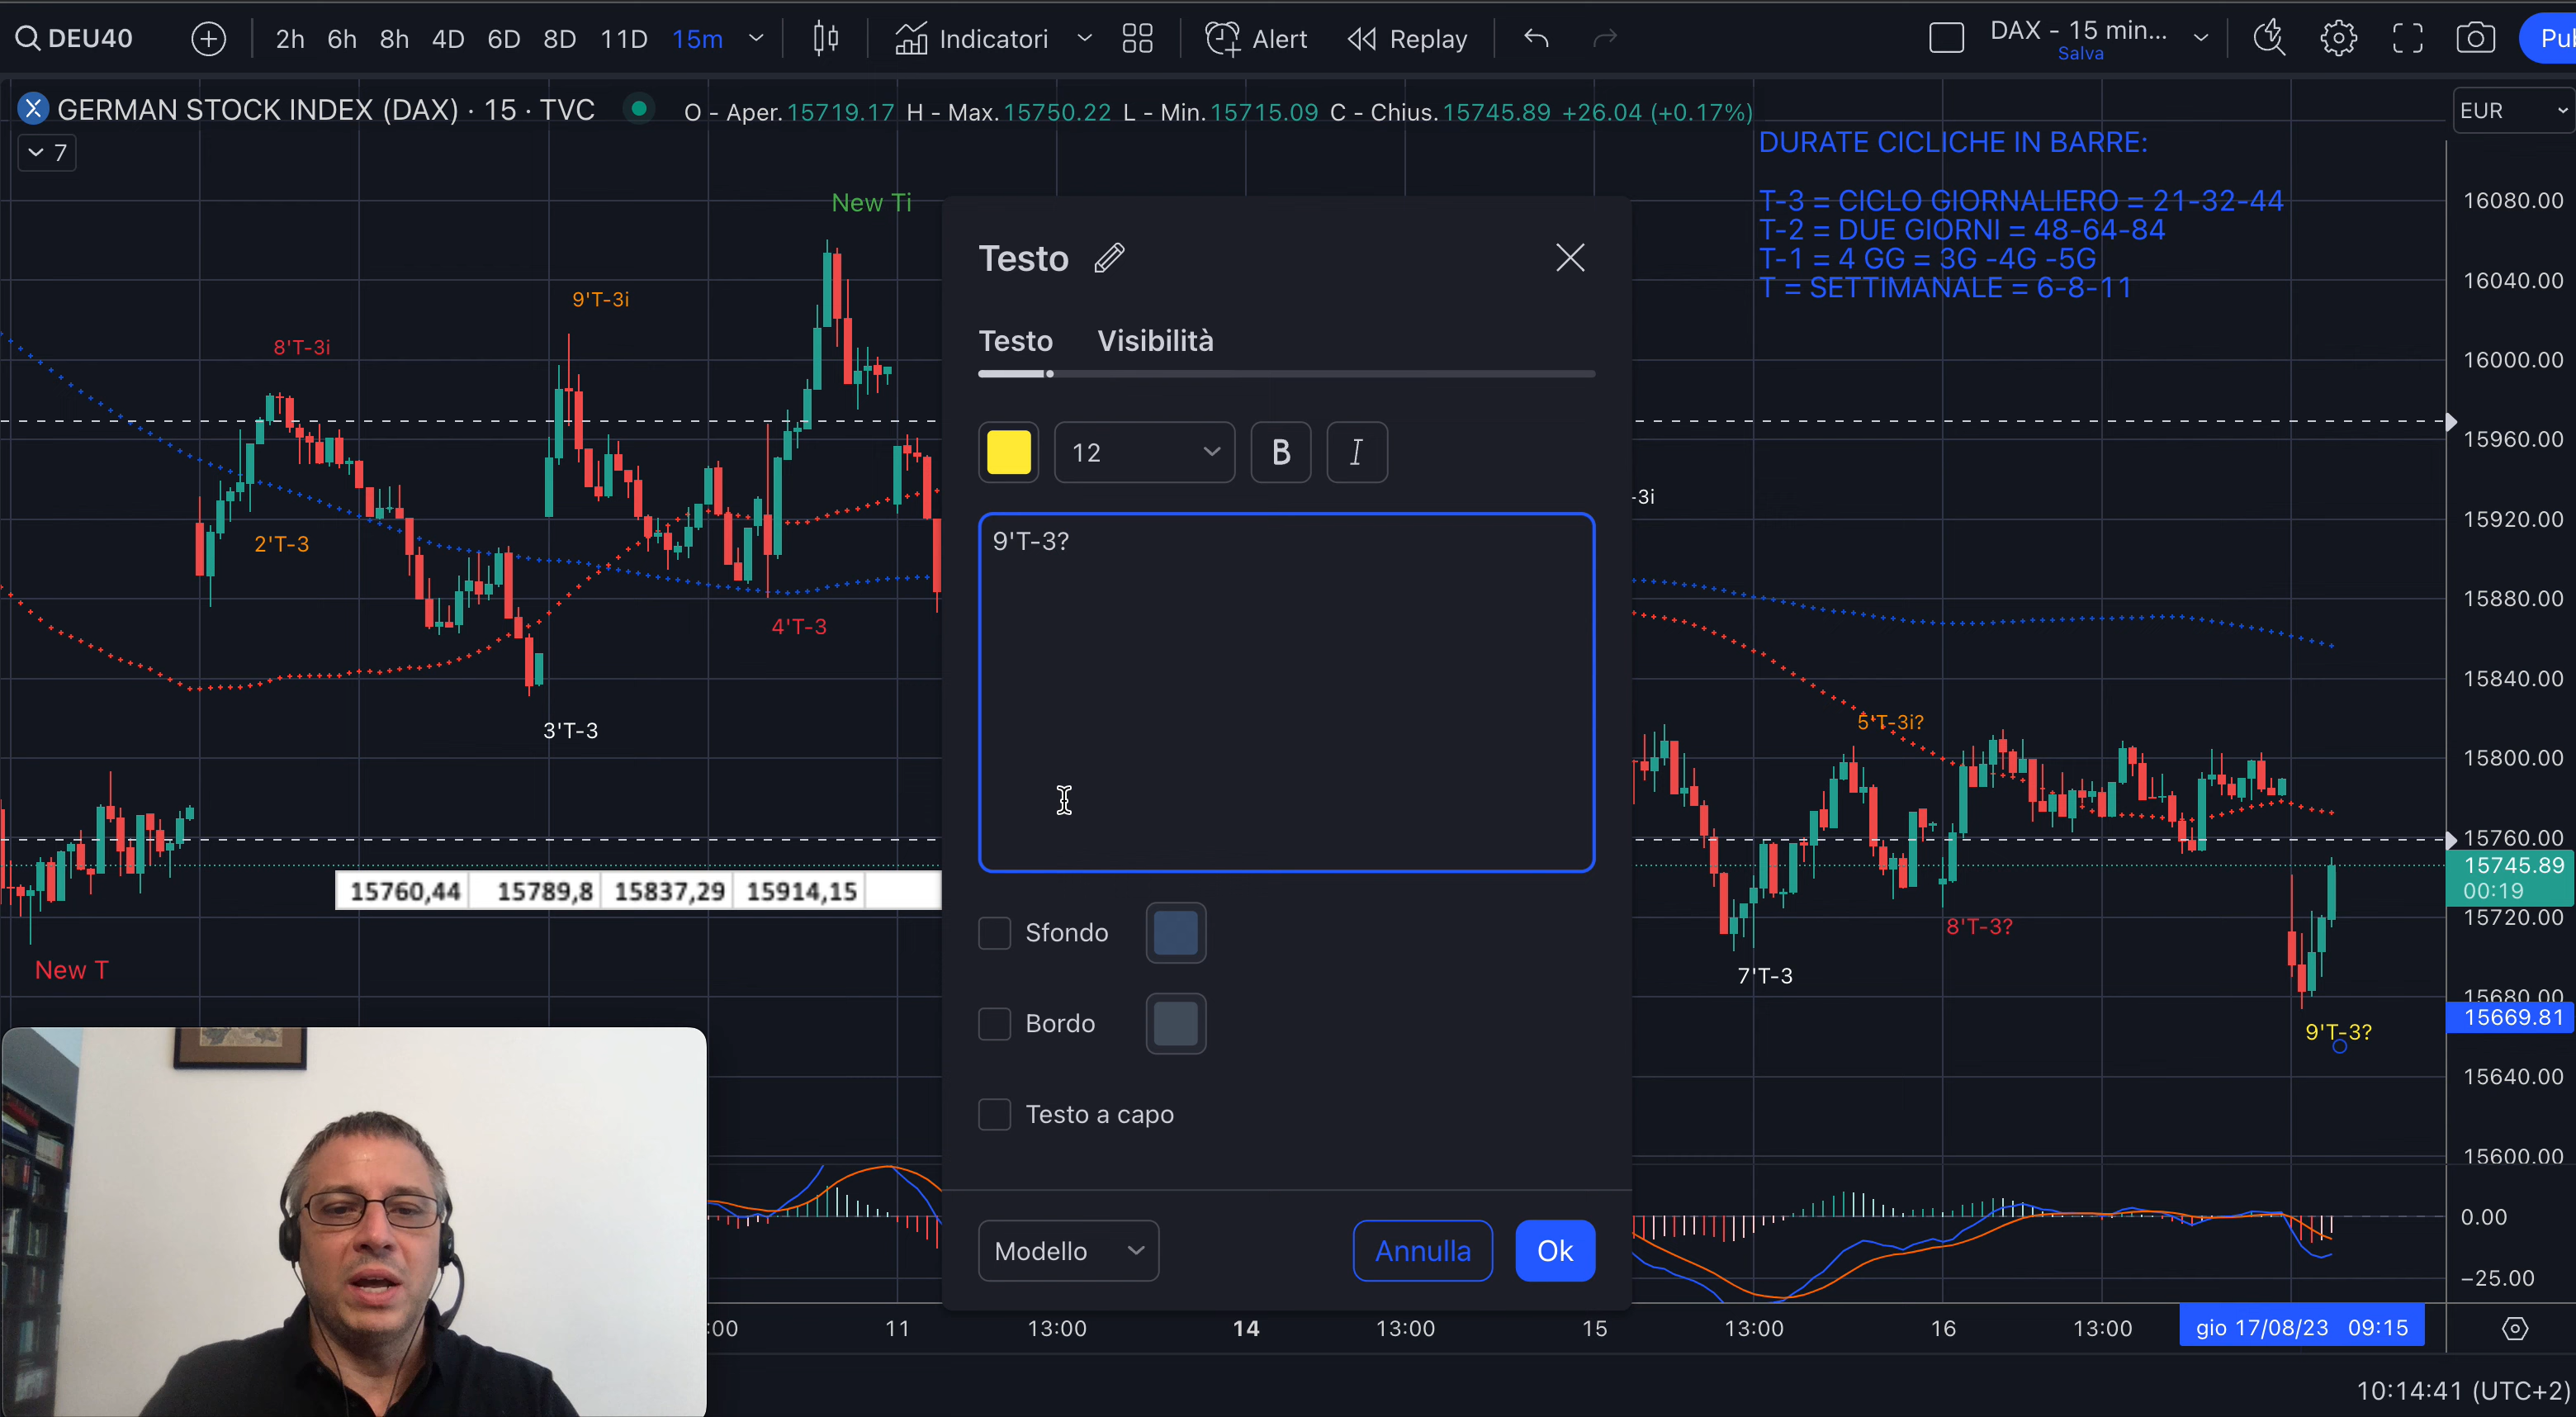 DEU40 2h 6h 8h 4D 6D 8D 11D 15m Indicatori Alert Replay DAX - 15 min...
Salva
GERMAN STOCK INDEX (DAX) · 15 · TVC O - Aper.15719.17 H - Max.15750.22 L - Min.15715.09 C - Chius.15745.89 +26.04 (+0.17%)
EUR
7
DURATE CICLICHE IN BARRE:
T-3 = CICLO GIORNALIERO = 21-32-44
T-2 = DUE GIORNI = 48-64-84
T-1 = 4 GG = 3G -4G -5G
T = SETTIMANALE = 6-8-11
New Ti
9'T-3i
8'T-3i
2'T-3
4'T-3
3'T-3
New T
15760,44 15789,8 15837,29 15914,15
Testo
Testo Visibilità
12 B I
9'T-3?
Sfondo
Bordo
Testo a capo
Modello Annulla Ok
-3i
5'T-3i?
8'T-3?
7'T-3
9'T-3?
16080.00
16040.00
16000.00
15960.00
15920.00
15880.00
15840.00
15800.00
15760.00
15745.89
00:19
15720.00
15680.00
15669.81
15640.00
15600.00
0.00
−25.00
:00 11 13:00 14 13:00 15 13:00 16 13:00 gio 17/08/23 09:15
10:14:41 (UTC+2)